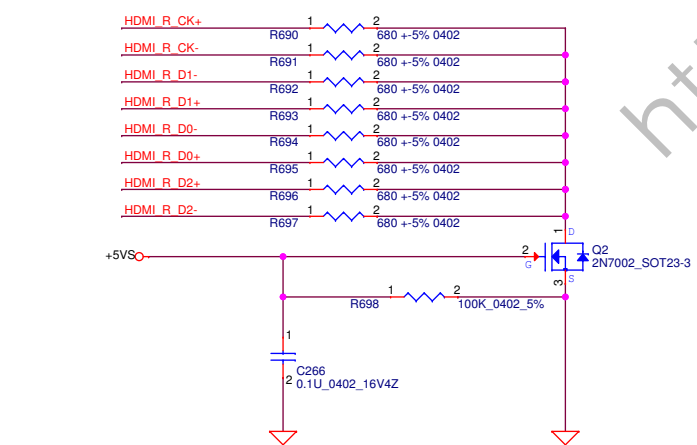 HDMI_R_CK+ 1 2
R690 680 +-5% 0402
HDMI_R_CK- 1 2
R691 680 +-5% 0402
HDMI_R_D1- 1 2
R692 680 +-5% 0402
HDMI_R_D1+ 1 2
R693 680 +-5% 0402
HDMI_R_D0- 1 2
R694 680 +-5% 0402
HDMI_R_D0+ 1 2
R695 680 +-5% 0402
HDMI_R_D2+ 1 2
R696 680 +-5% 0402
HDMI_R_D2- 1 2
R697 680 +-5% 0402
1 D
+5VS 2 G Q2
2N7002_SOT23-3
3 S
R698 1 2 100K_0402_5%
1
C266
2 0.1U_0402_16V4Z